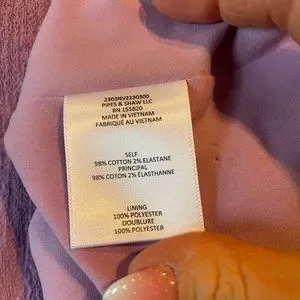 2303NV2230300
PIPES & SHAW LLC
RN 155820
MADE IN VIETNAM
FABRIQUÉ AU VIETNAM
SELF
98% COTTON 2% ELASTANE
PRINCIPAL
98% COTON 2% ÉLASTHANNE
LINING
100% POLYESTER
DOUBLURE
100% POLYESTER